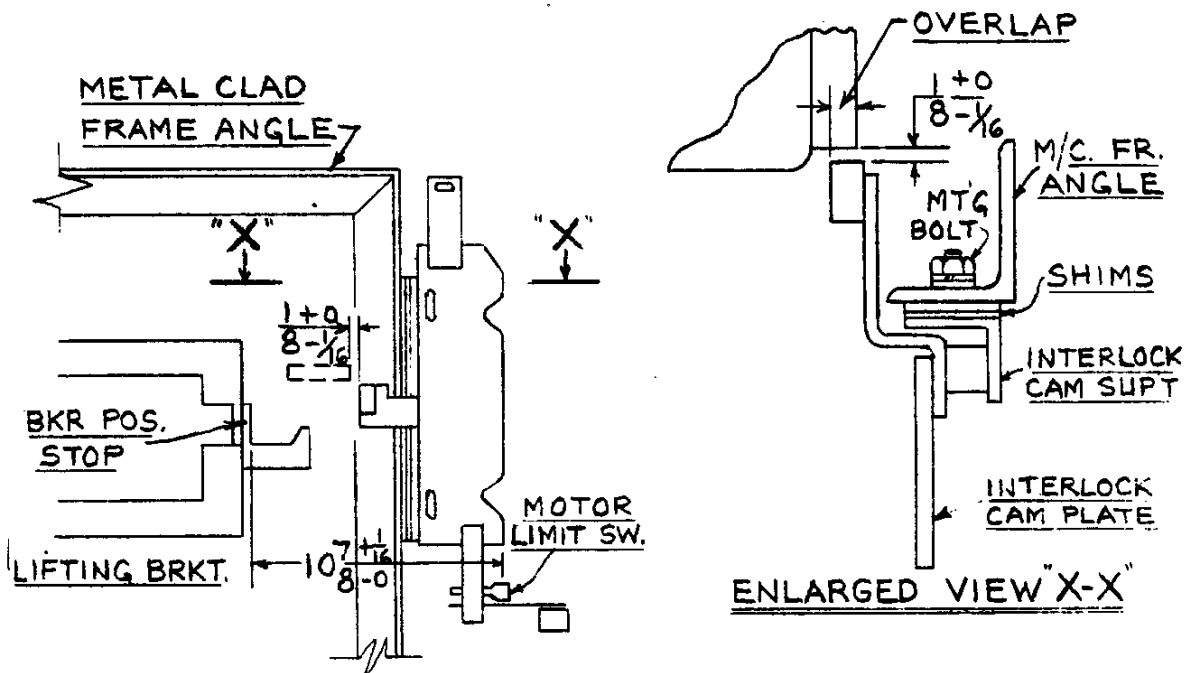 METAL CLAD
FRAME ANGLE
"X"
"X"
1/8 +0 -1/16
BKR POS.
STOP
LIFTING BRKT.
10 7/8 +1/16 -0
MOTOR
LIMIT SW.
OVERLAP
1/8 +0 -1/16
M/C. FR.
ANGLE
MT'G
BOLT
SHIMS
INTERLOCK
CAM SUPT
INTERLOCK
CAM PLATE
ENLARGED VIEW "X-X"